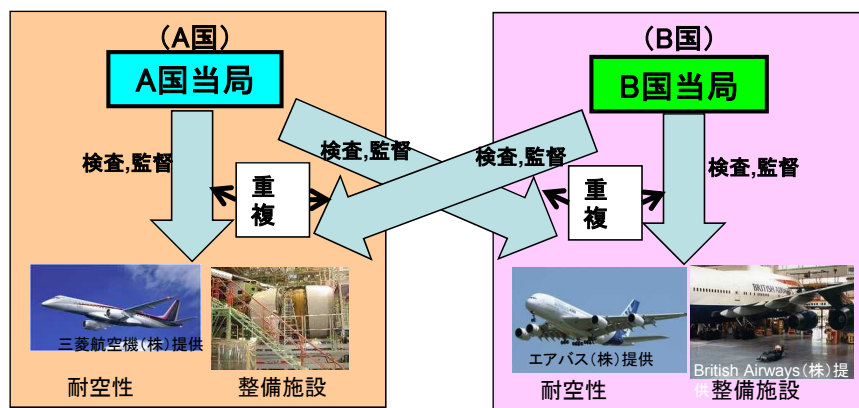 (A国)
A国当局
検査,監督
検査,監督
重
複
三菱航空機(株)提供
耐空性
整備施設
(B国)
B国当局
検査,監督
検査,監督
重
複
エアバス(株)提供
BRITISH AIRWAYS
British Airways(株)提
供
耐空性
整備施設